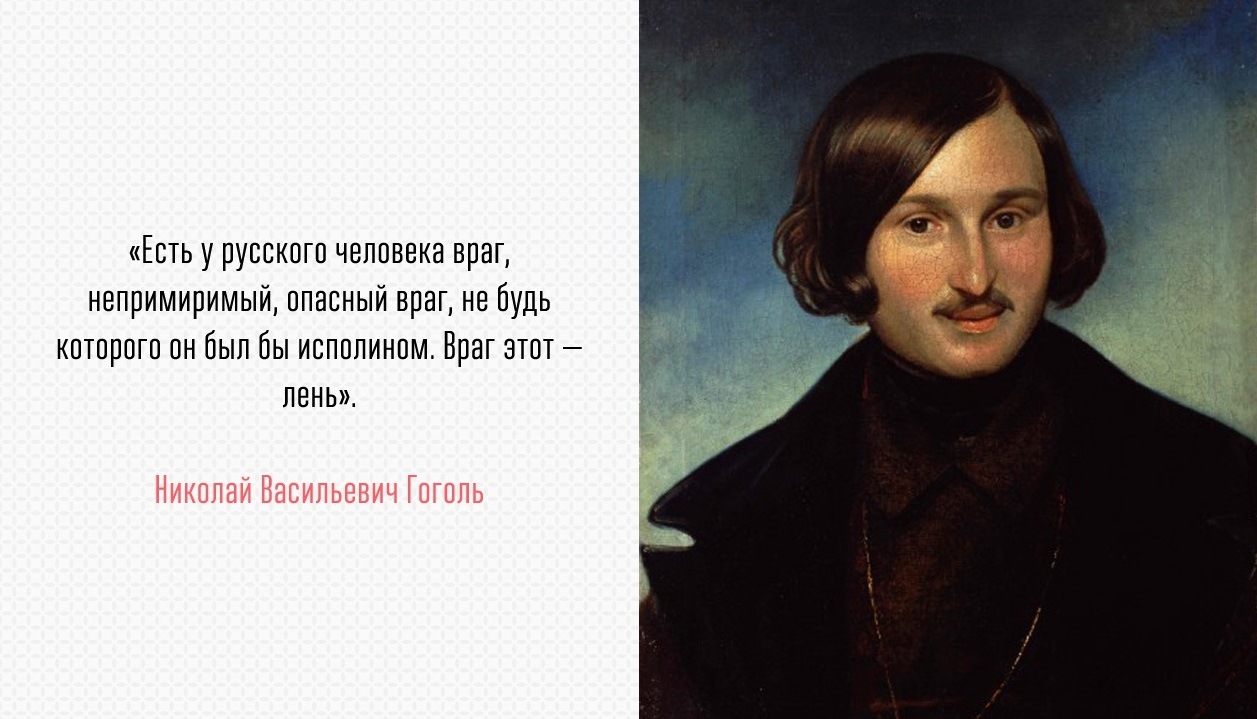 «Есть у русского человека враг,
непримиримый, опасный враг, не будь
которого он был бы исполином. Враг этот —
лень».
Николай Васильевич Гоголь